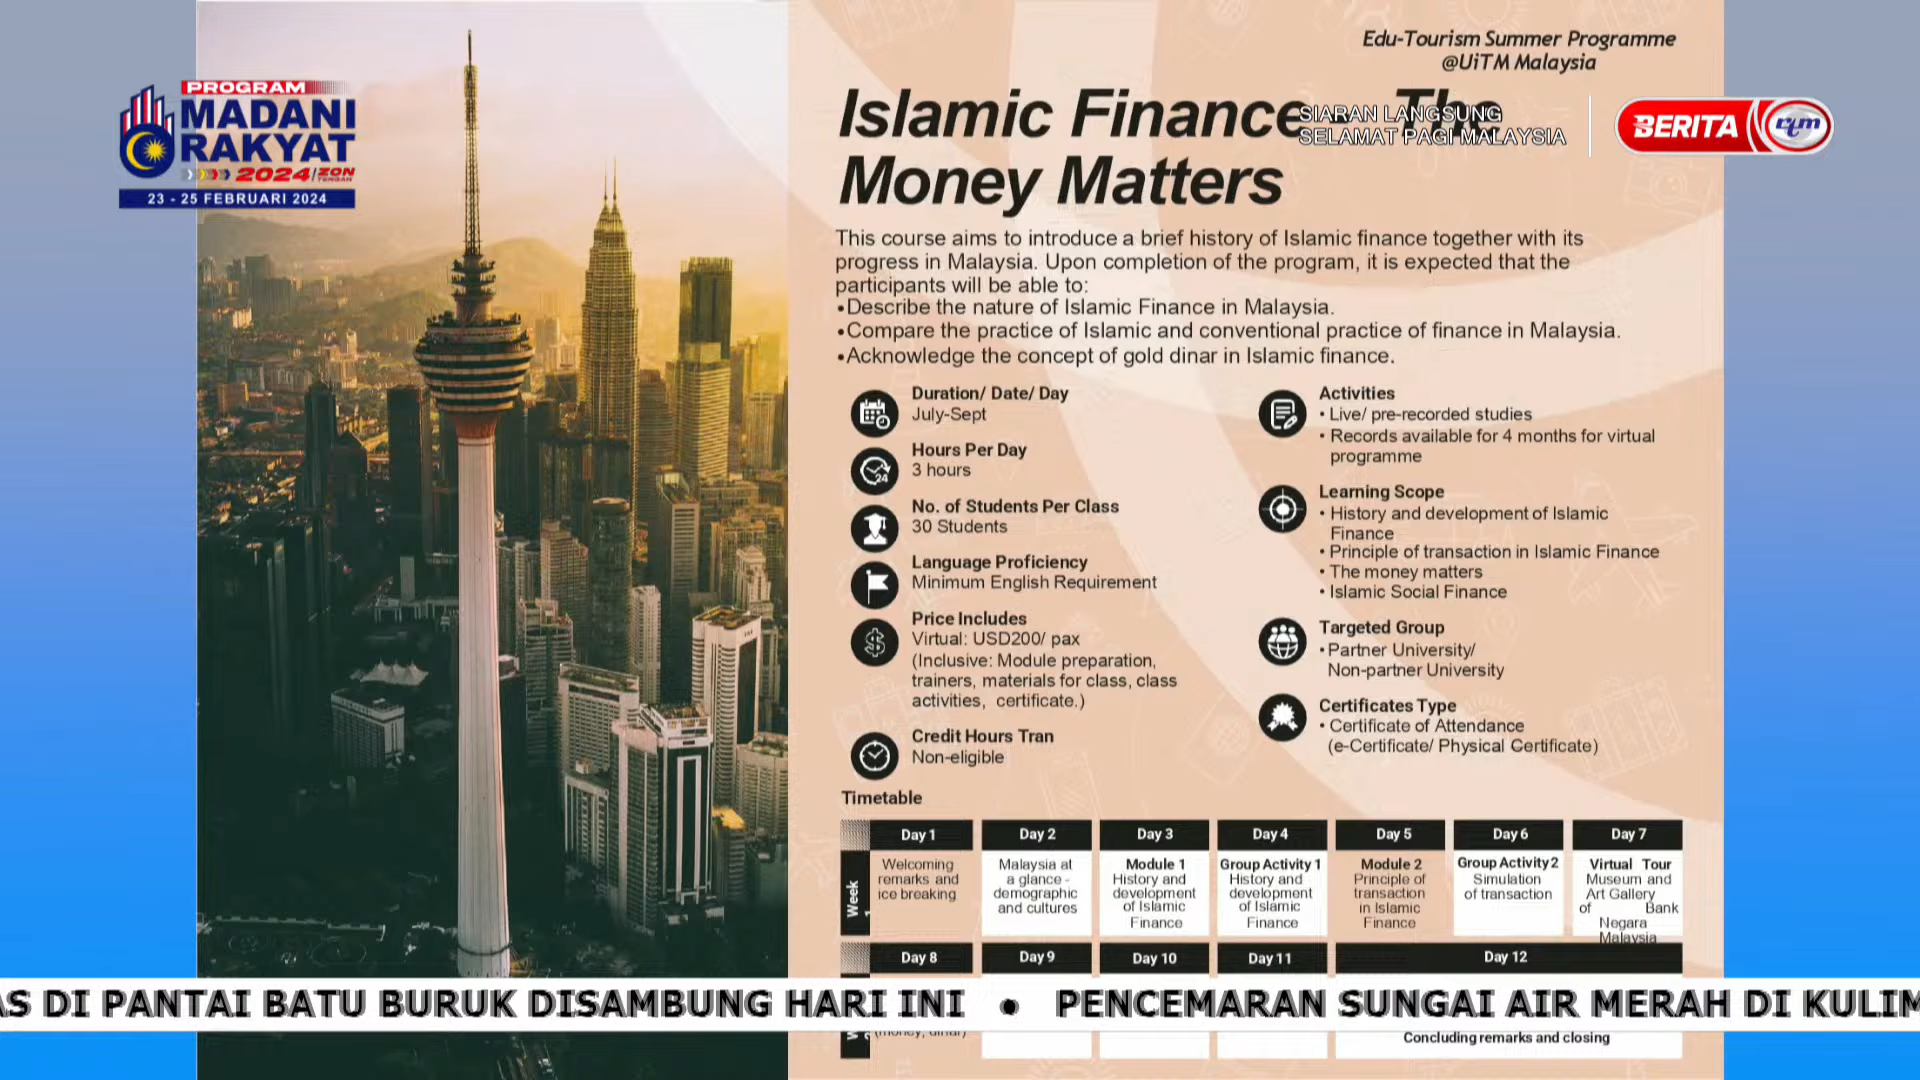 PROGRAM
MADANI
RAKYAT
2024 ZON
TENGAH
23 - 25 FEBRUARI 2024
Edu-Tourism Summer Programme
@UiTM Malaysia
Islamic Finance - The
Money Matters
SIARAN LANGSUNG
SELAMAT PAGI MALAYSIA
BERITA rtm
This course aims to introduce a brief history of Islamic finance together with its
progress in Malaysia. Upon completion of the program, it is expected that the
participants will be able to:
•Describe the nature of Islamic Finance in Malaysia.
•Compare the practice of Islamic and conventional practice of finance in Malaysia.
•Acknowledge the concept of gold dinar in Islamic finance.
Duration/ Date/ Day
July-Sept
Hours Per Day
24
3 hours
No. of Students Per Class
30 Students
Language Proficiency
Minimum English Requirement
Price Includes
$
Virtual: USD200/ pax
(Inclusive: Module preparation,
trainers, materials for class, class
activities, certificate.)
Credit Hours Tran
Non-eligible
Activities
• Live/ pre-recorded studies
• Records available for 4 months for virtual
programme
Learning Scope
• History and development of Islamic
Finance
• Principle of transaction in Islamic Finance
• The money matters
• Islamic Social Finance
Targeted Group
• Partner University/
Non-partner University
Certificates Type
• Certificate of Attendance
(e-Certificate/ Physical Certificate)
Timetable
Week
Day 1
Welcoming
remarks and
ice breaking
Day 2
Malaysia at
a glance -
demographic
and cultures
Day 3
Module 1
History and
development
of Islamic
Finance
Day 4
Group Activity 1
History and
development
of Islamic
Finance
Day 5
Module 2
Principle of
transaction
in Islamic
Finance
Day 6
Group Activity 2
Simulation
of transaction
Day 7
Virtual Tour
Museum and
Art Gallery
of Bank
Negara
Malaysia
Day 8
(money, dinar)
Day 9
Day 10
Day 11
Day 12
Concluding remarks and closing
AS DI PANTAI BATU BURUK DISAMBUNG HARI INI • PENCEMARAN SUNGAI AIR MERAH DI KULIM